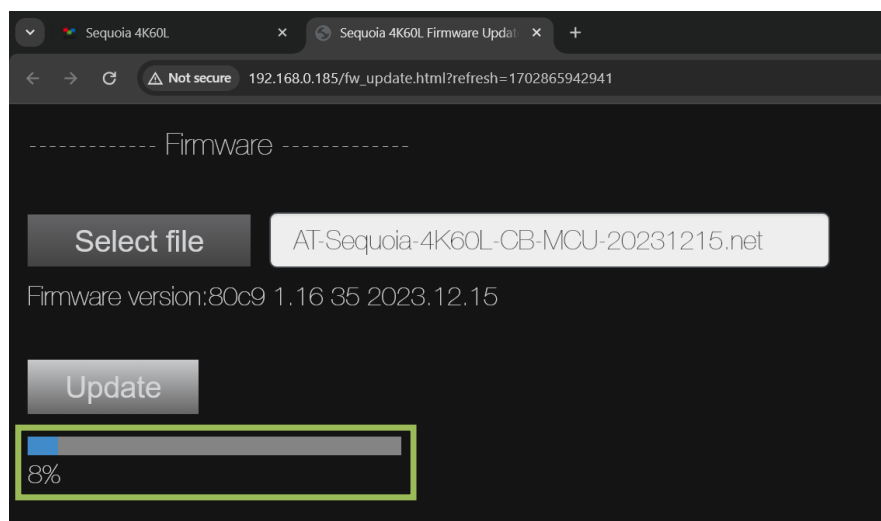 Sequoia 4K60L
Sequoia 4K60L Firmware Updat
Not secure 192.168.0.185/fw_update.html?refresh=1702865942941
------------- Firmware -------------
Select file AT-Sequoia-4K60L-CB-MCU-20231215.net
Firmware version:80c9 1.16 35 2023.12.15
Update
8%